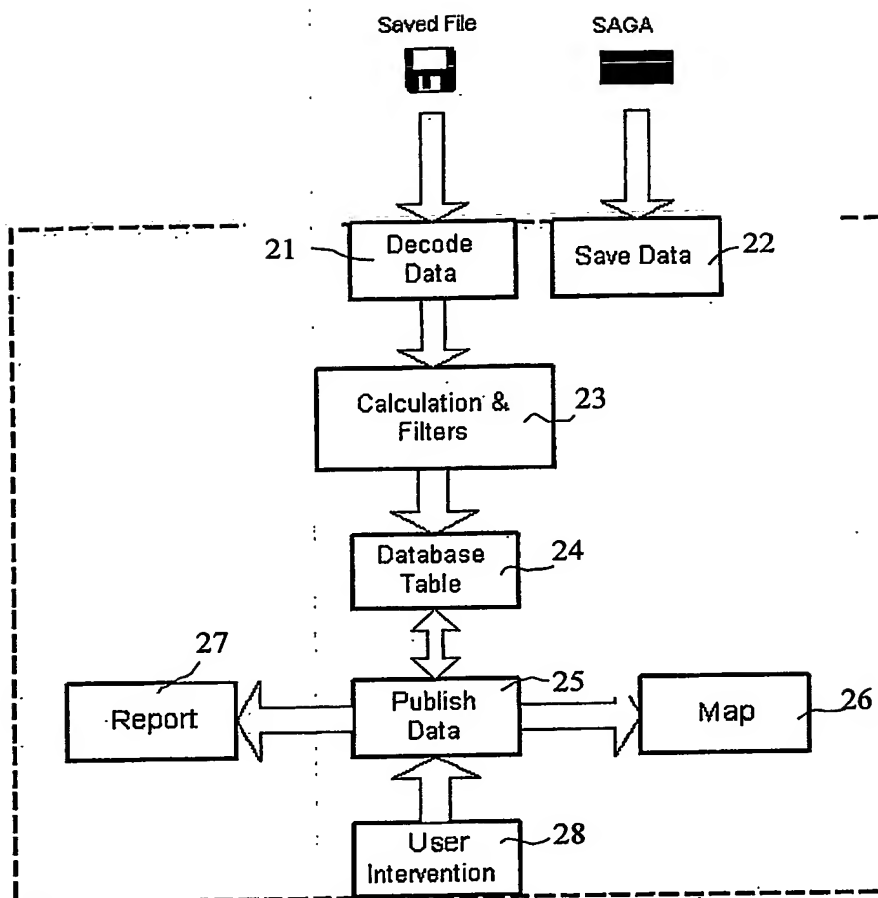 Saved File
SAGA
21
Decode
Data
Save Data
22
Calculation &
Filters
23
Database
Table
24
27
Report
Publish
Data
25
Map
26
User
Intervention
28